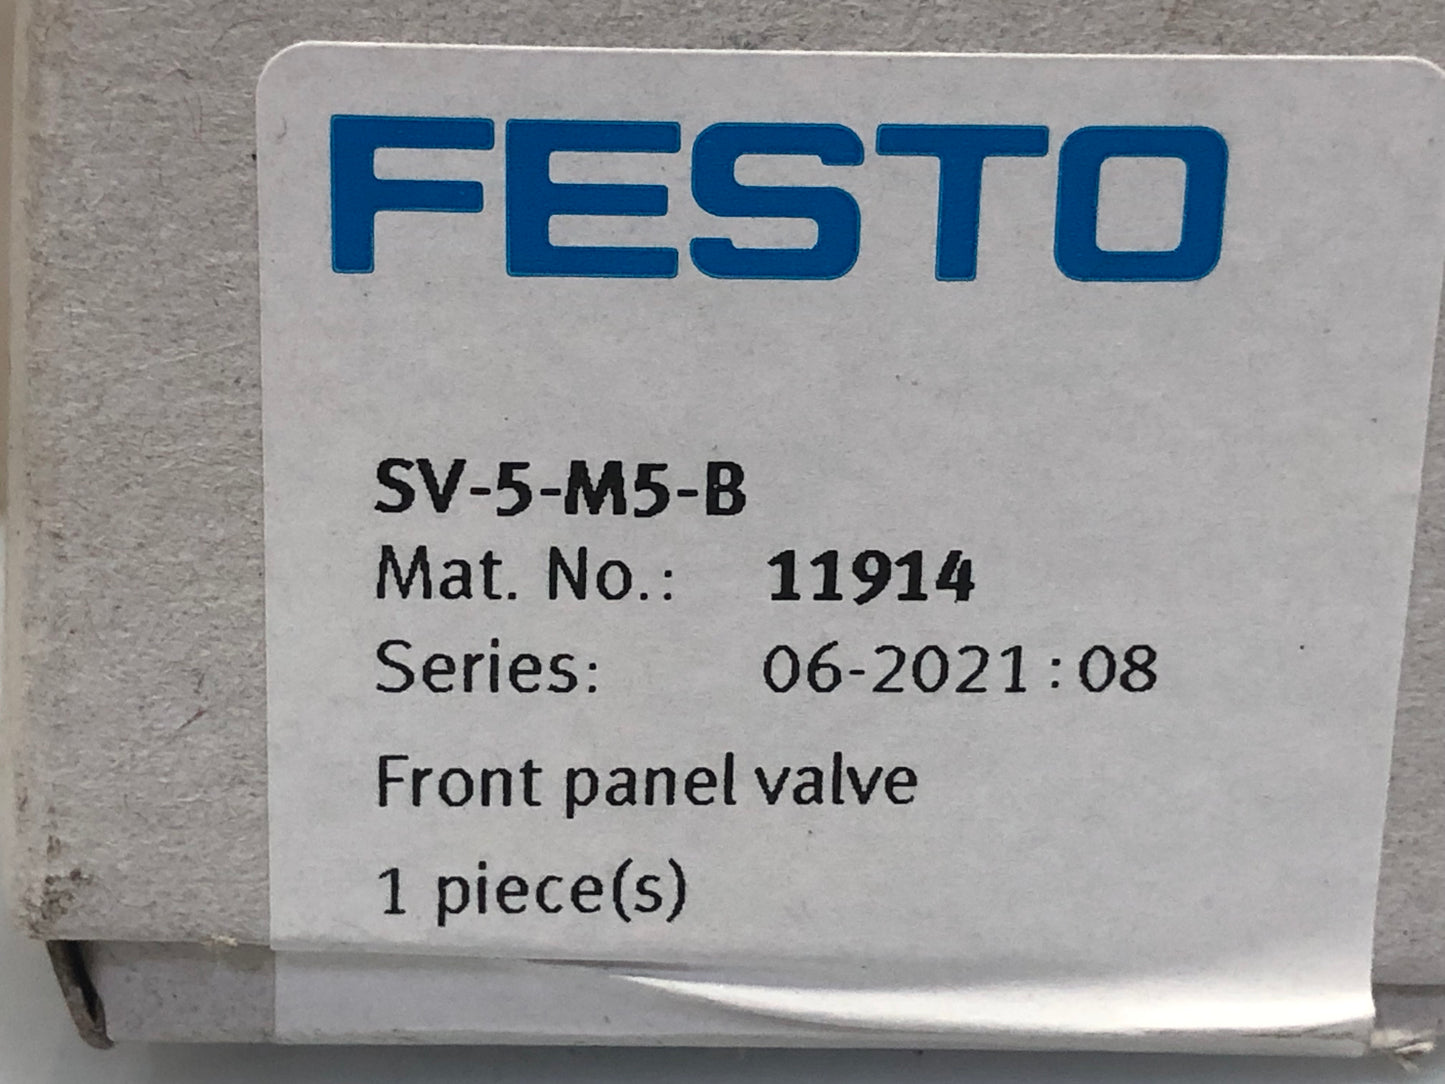 FESTO
SV-5-M5-B
Mat. No.: 11914
Series: 06-2021:08
Front panel valve
1 piece(s)